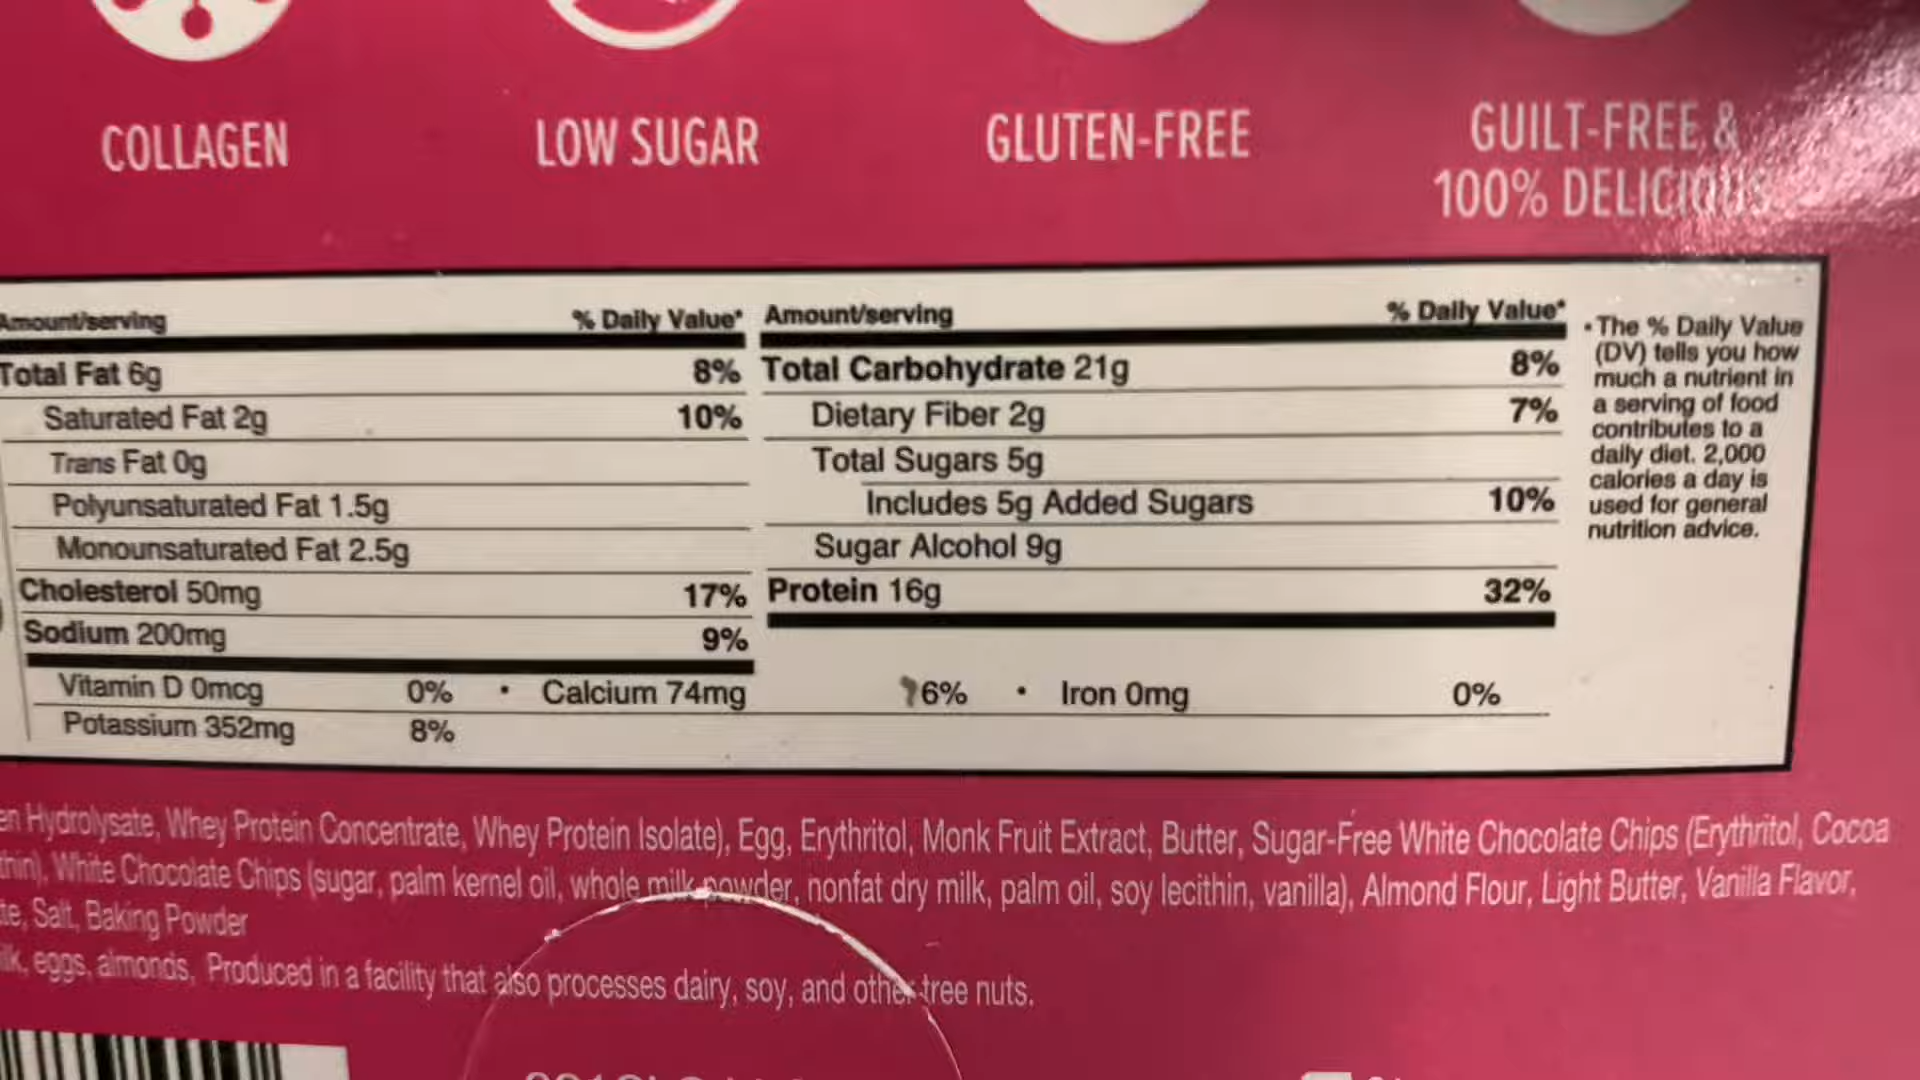 COLLAGEN
LOW SUGAR
GLUTEN-FREE
GUILT-FREE &
100% DELICIOUS
Amount/serving % Daily Value*
Total Fat 6g 8%
Saturated Fat 2g 10%
Trans Fat 0g
Polyunsaturated Fat 1.5g
Monounsaturated Fat 2.5g
Cholesterol 50mg 17%
Sodium 200mg 9%
Amount/serving % Daily Value*
Total Carbohydrate 21g 8%
Dietary Fiber 2g 7%
Total Sugars 5g
Includes 5g Added Sugars 10%
Sugar Alcohol 9g
Protein 16g 32%
Vitamin D 0mcg 0% • Calcium 74mg 6% • Iron 0mg 0%
Potassium 352mg 8%
• The % Daily Value
(DV) tells you how
much a nutrient in
a serving of food
contributes to a
daily diet. 2,000
calories a day is
used for general
nutrition advice.
Hydrolysate, Whey Protein Concentrate, Whey Protein Isolate), Egg, Erythritol, Monk Fruit Extract, Butter, Sugar-Free White Chocolate Chips (Erythritol, Cocoa
White Chocolate Chips (sugar, palm kernel oil, whole milk powder, nonfat dry milk, palm oil, soy lecithin, vanilla), Almond Flour, Light Butter, Vanilla Flavor,
Salt, Baking Powder
eggs, almonds, Produced in a facility that also processes dairy, soy, and other tree nuts.